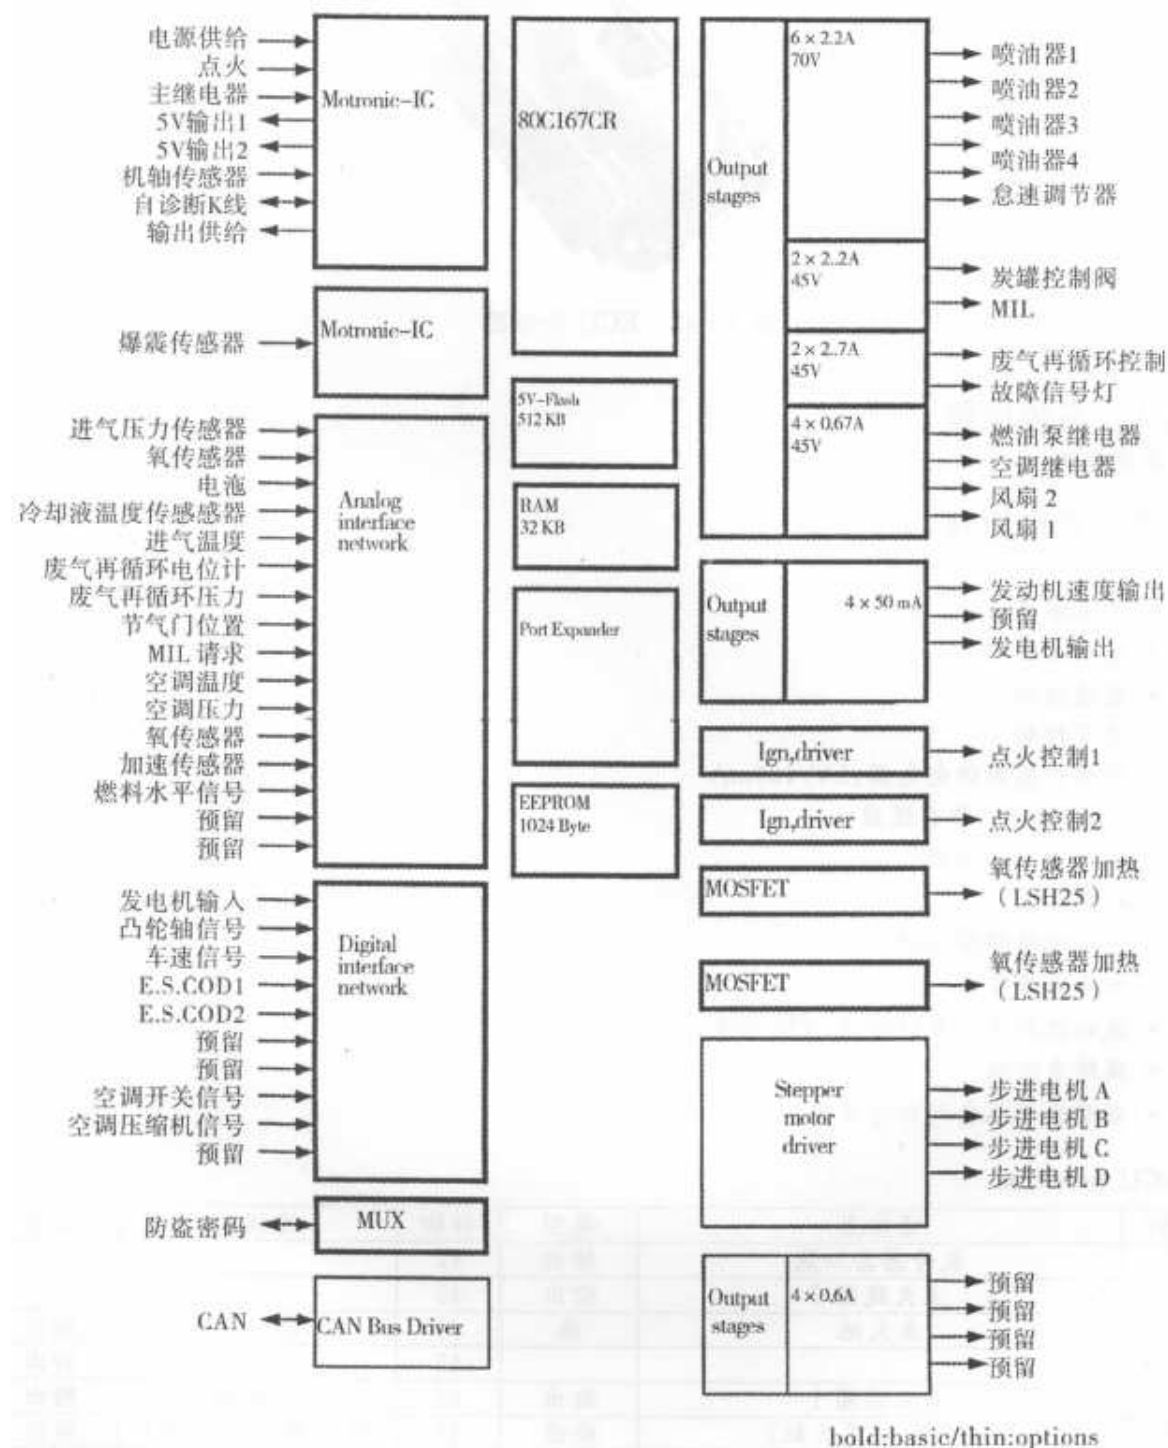 电源供给
点火
主继电器
5V输出1
5V输出2
机轴传感器
自诊断K线
输出供给
Motronic-IC
爆震传感器
Motronic-IC
进气压力传感器
氧传感器
电池
冷却液温度传感感器
进气温度
废气再循环电位计
废气再循环压力
节气门位置
MIL 请求
空调温度
空调压力
氧传感器
加速传感器
燃料水平信号
预留
预留
Analog
interface
network
发电机输入
凸轮轴信号
车速信号
E.S.COD1
E.S.COD2
预留
预留
空调开关信号
空调压缩机信号
预留
Digital
interface
network
防盗密码
MUX
CAN
CAN Bus Driver
80C167CR
5V-Flash
512 KB
RAM
32 KB
Port Expander
EEPROM
1024 Byte
Output
stages
6 × 2.2A
70V
喷油器1
喷油器2
喷油器3
喷油器4
怠速调节器
2 × 2..2A
45V
炭罐控制阀
MIL
2 × 2..7A
45V
废气再循环控制
故障信号灯
4 × 0.67A
45V
燃油泵继电器
空调继电器
风扇 2
风扇 1
Output
stages
4 × 50 mA
发动机速度输出
预留
发电机输出
Ign,driver
点火控制1
Ign,driver
点火控制2
MOSFET
氧传感器加热
(LSH25)
MOSFET
氧传感器加热
(LSH25)
Stepper
motor
driver
步进电机 A
步进电机 B
步进电机 C
步进电机 D
Output
stages
4 × 0.6A
预留
预留
预留
预留
bold:basic/thin:options